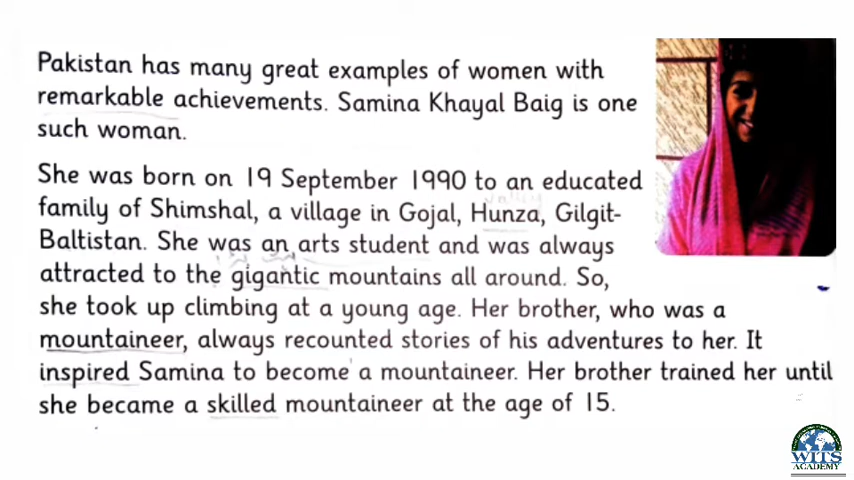 Pakistan has many great examples of women with
remarkable achievements. Samina Khayal Baig is one
such woman.
She was born on 19 September 1990 to an educated
family of Shimshal, a village in Gojal, Hunza, Gilgit-
Baltistan. She was an arts student and was always
attracted to the gigantic mountains all around. So,
she took up climbing at a young age. Her brother, who was a
mountaineer, always recounted stories of his adventures to her. It
inspired Samina to become a mountaineer. Her brother trained her until
she became a skilled mountaineer at the age of 15.
WITS
ACADEMY